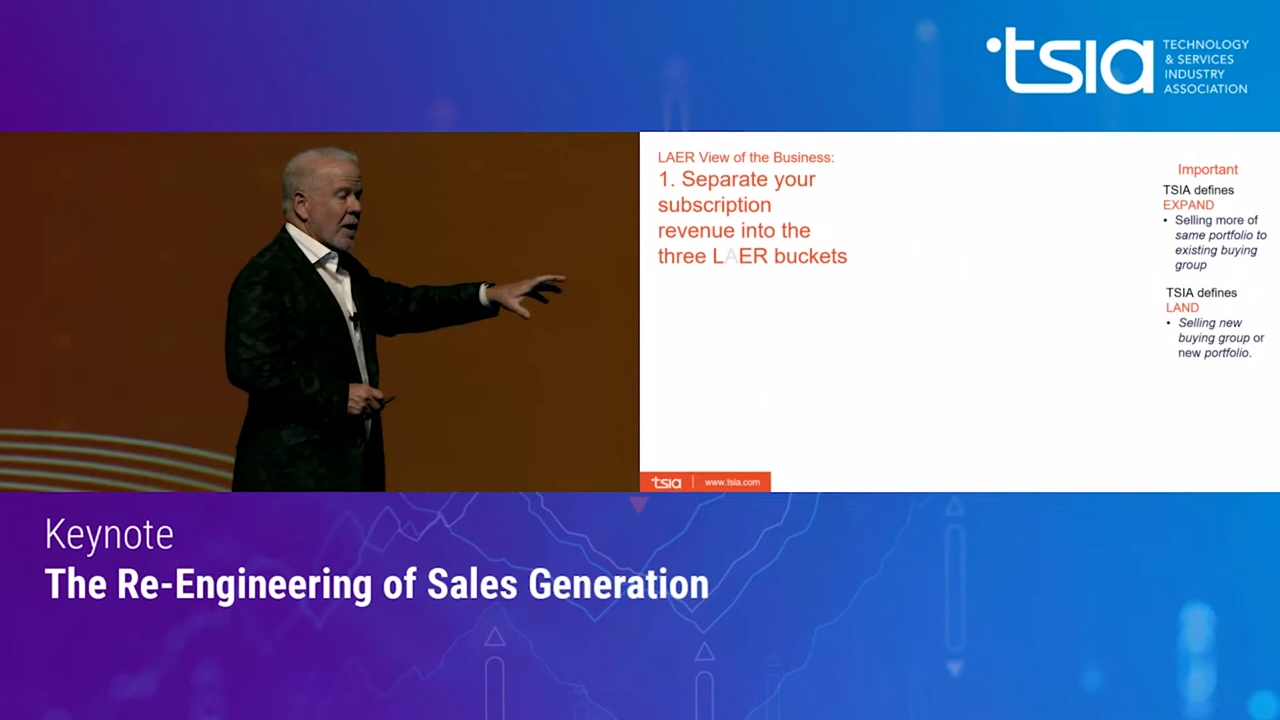 tsia
TECHNOLOGY
& SERVICES
INDUSTRY
ASSOCIATION
LAER View of the Business:
1. Separate your
subscription
revenue into the
three LAER buckets
Important
TSIA defines
EXPAND
• Selling more of
same portfolio to
existing buying
group
TSIA defines
LAND
• Selling new
buying group or
new portfolio.
tsia | www.tsia.com
Keynote
The Re-Engineering of Sales Generation